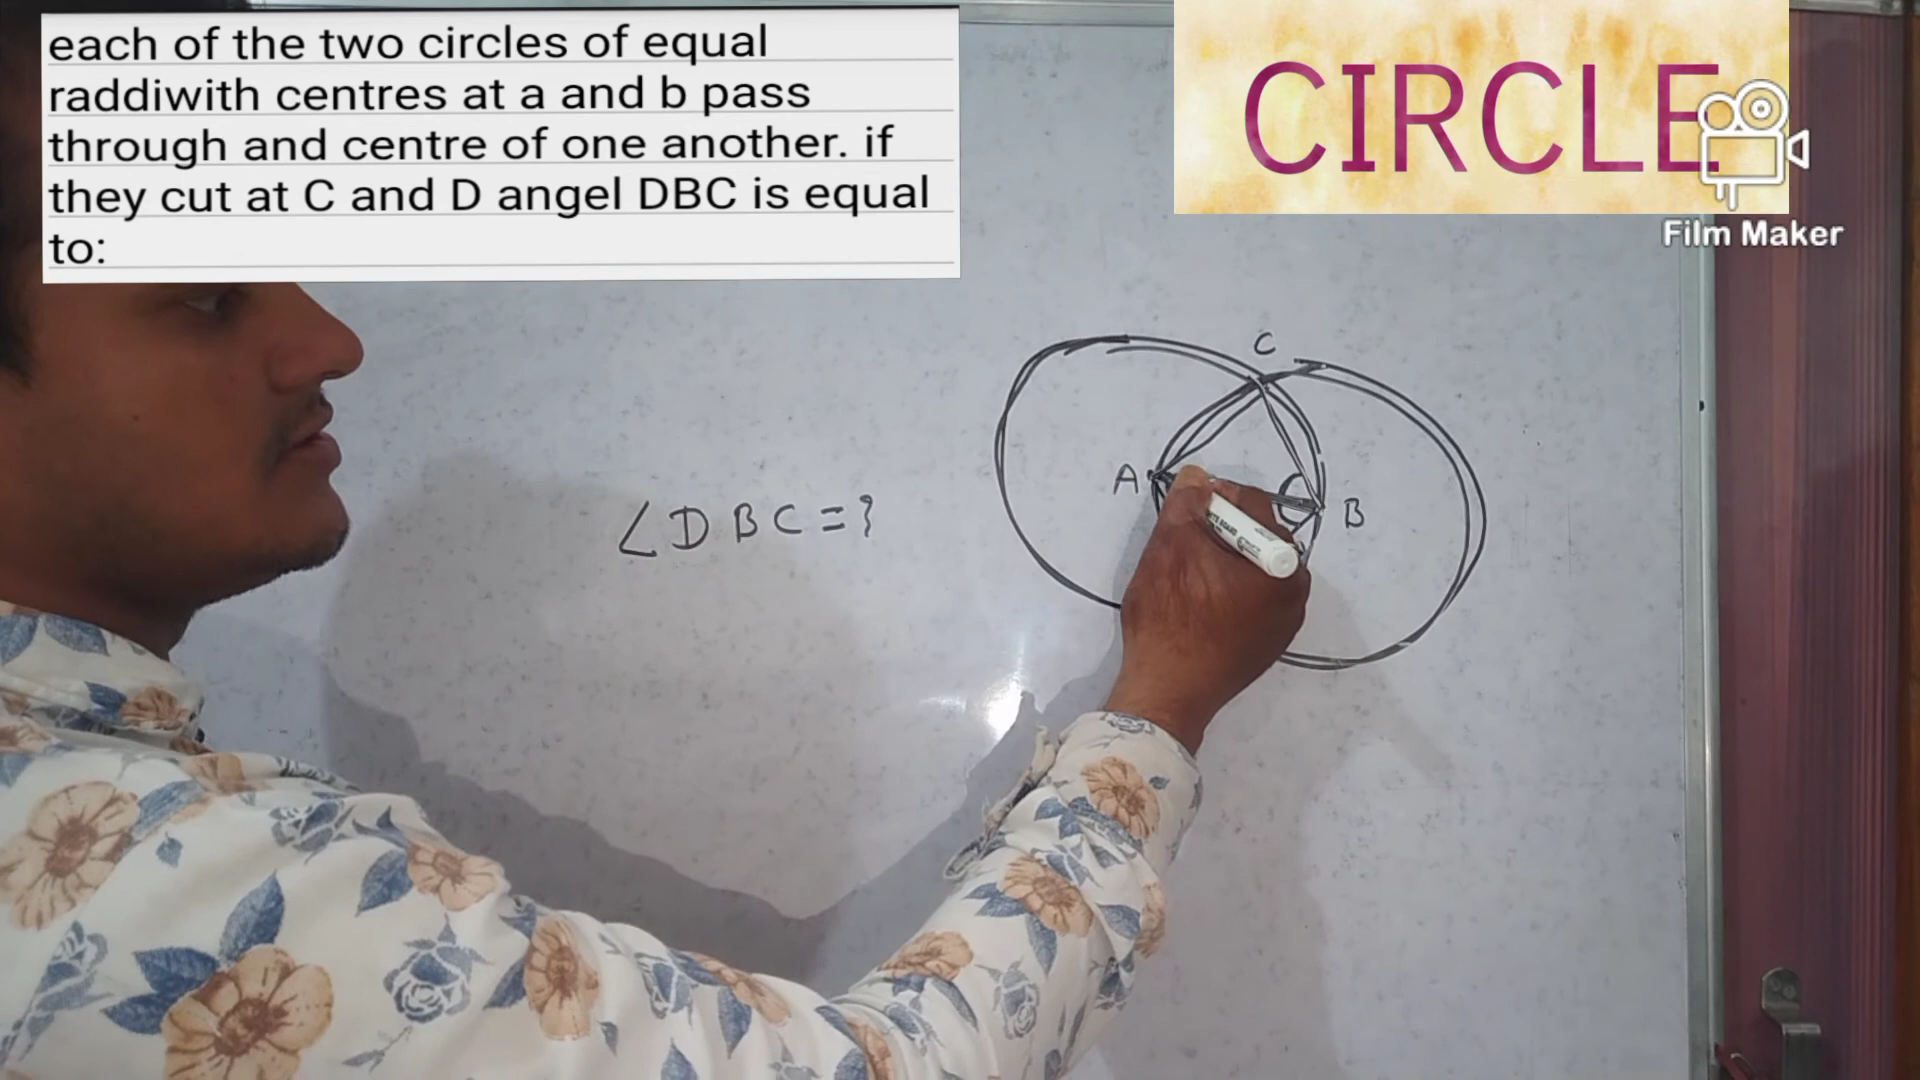 each of the two circles of equal
raddiwith centres at a and b pass
through and centre of one another. if
they cut at C and D angel DBC is equal
to:
CIRCLE
Film Maker
C
A
B
∠DBC=?